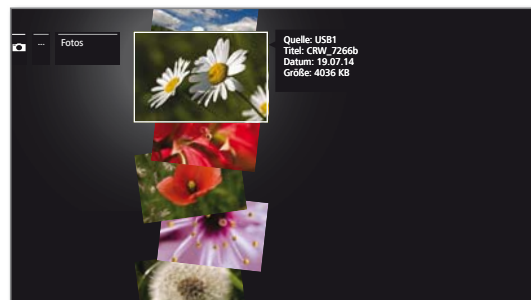 ...
Fotos
Quelle: USB1
Titel: CRW_7266b
Datum: 19.07.14
Größe: 4036 KB